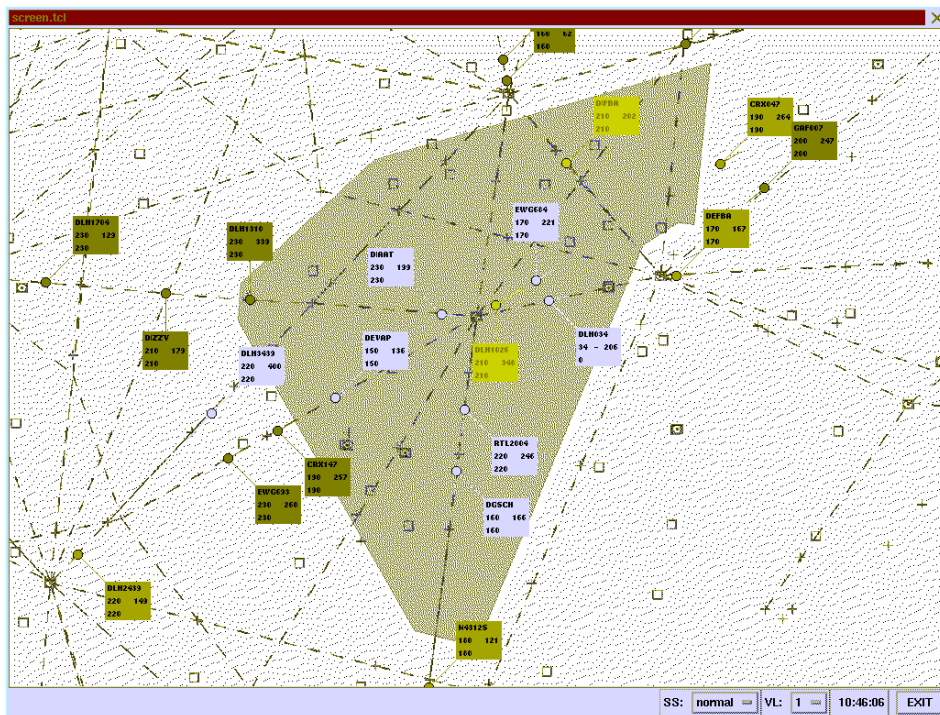 screen.tcl
160 62
160
DIFBA
210 202
210
CRX047
190 264
190
GAF007
200 247
200
DLH1704
230 129
230
DLH1310
230 339
230
EWG604
170 221
170
DEFBA
170 167
170
DIAAT
230 199
230
DIZZV
210 179
210
DLH3439
220 400
220
DEVAP
150 136
150
DLH1026
210 340
210
DLH034
34 - 206
0
RTL2004
220 246
220
CRX147
190 257
190
EWG693
230 260
230
DGSCH
160 166
160
DLH2439
220 149
220
N4312S
180 121
180
SS: normal VL: 1 10:46:06 EXIT